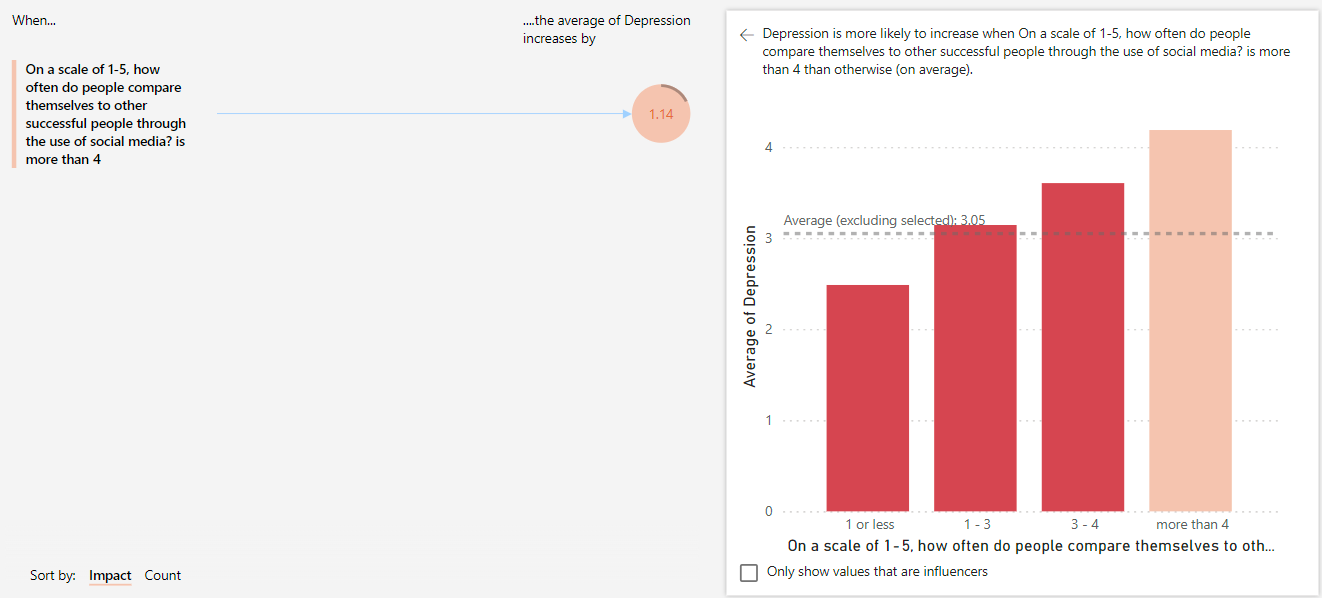 When...
....the average of Depression
increases by
On a scale of 1-5, how
often do people compare
themselves to other
successful people through
the use of social media? is
more than 4
1.14
Sort by: Impact Count
Depression is more likely to increase when On a scale of 1-5, how often do people
compare themselves to other successful people through the use of social media? is more
than 4 than otherwise (on average).
Average of Depression
4
Average (excluding selected): 3.05
3
2
1
0
1 or less 1 - 3 3 - 4 more than 4
On a scale of 1-5, how often do people compare themselves to oth...
Only show values that are influencers